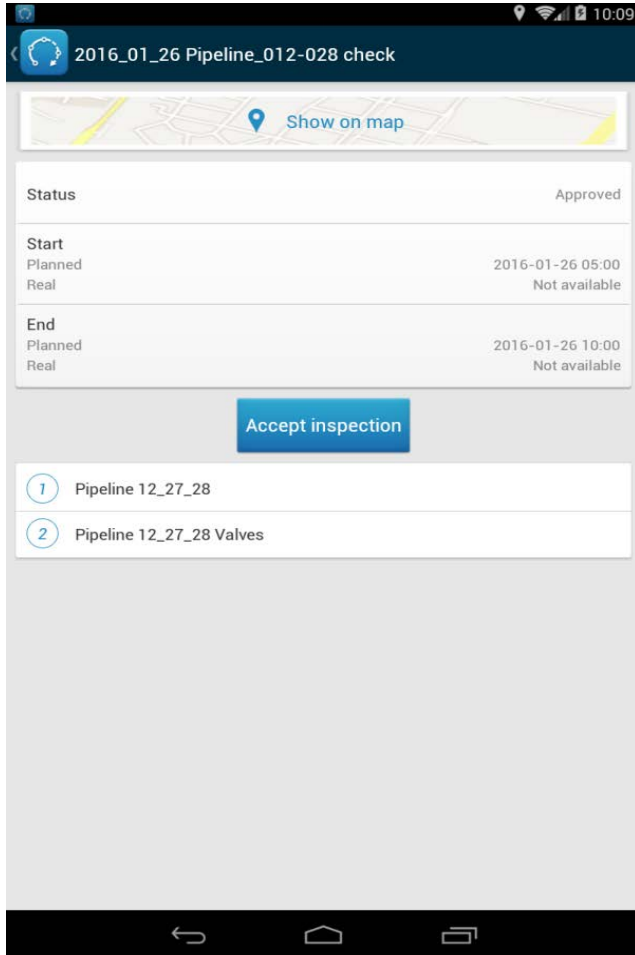 10:09
2016_01_26 Pipeline_012-028 check
Show on map
Status Approved
Start
Planned 2016-01-26 05:00
Real Not available
End
Planned 2016-01-26 10:00
Real Not available
Accept inspection
1 Pipeline 12_27_28
2 Pipeline 12_27_28 Valves